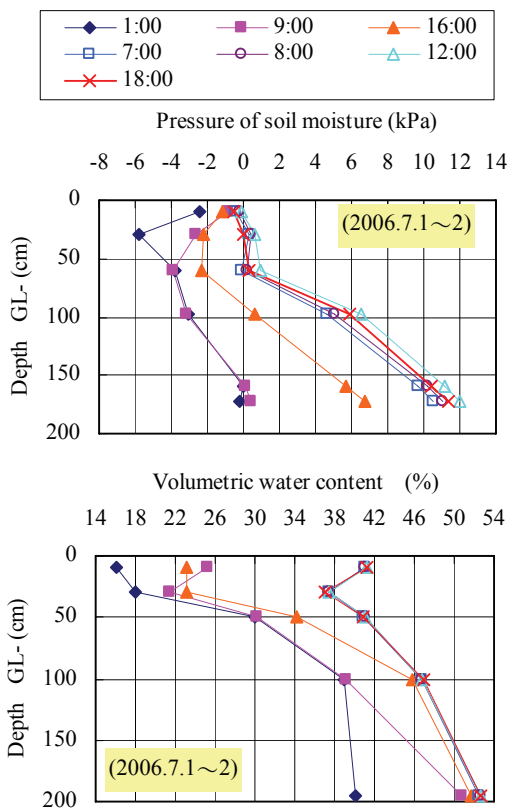 1:00 9:00 16:00
7:00 8:00 12:00
18:00
Pressure of soil moisture (kPa)
-8 -6 -4 -2 0 2 4 6 8 10 12 14
0
50
100
150
200
Depth GL- (cm)
(2006.7.1～2)
Volumetric water content (%)
14 18 22 26 30 34 38 42 46 50 54
0
50
100
150
200
Depth GL- (cm)
(2006.7.1～2)